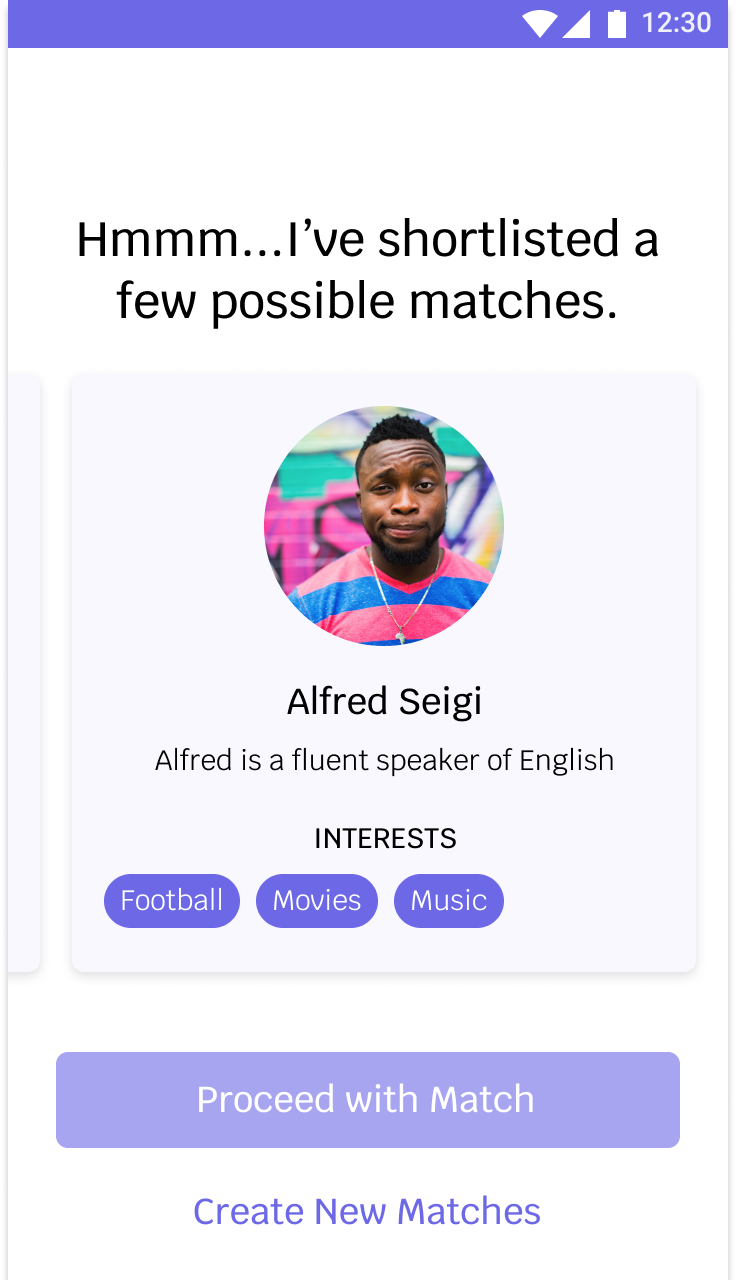 12:30
Hmmm...I’ve shortlisted a
few possible matches.
Alfred Seigi
Alfred is a fluent speaker of English
INTERESTS
Football Movies Music
Proceed with Match
Create New Matches